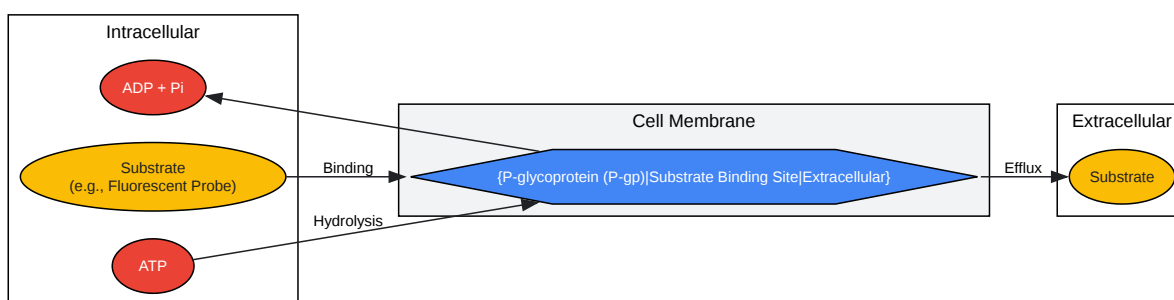 Intracellular
ADP + Pi
Substrate
(e.g., Fluorescent Probe)
ATP
Binding
Hydrolysis
Cell Membrane
{P-glycoprotein (P-gp)|Substrate Binding Site|Extracellular}
Efflux
Extracellular
Substrate